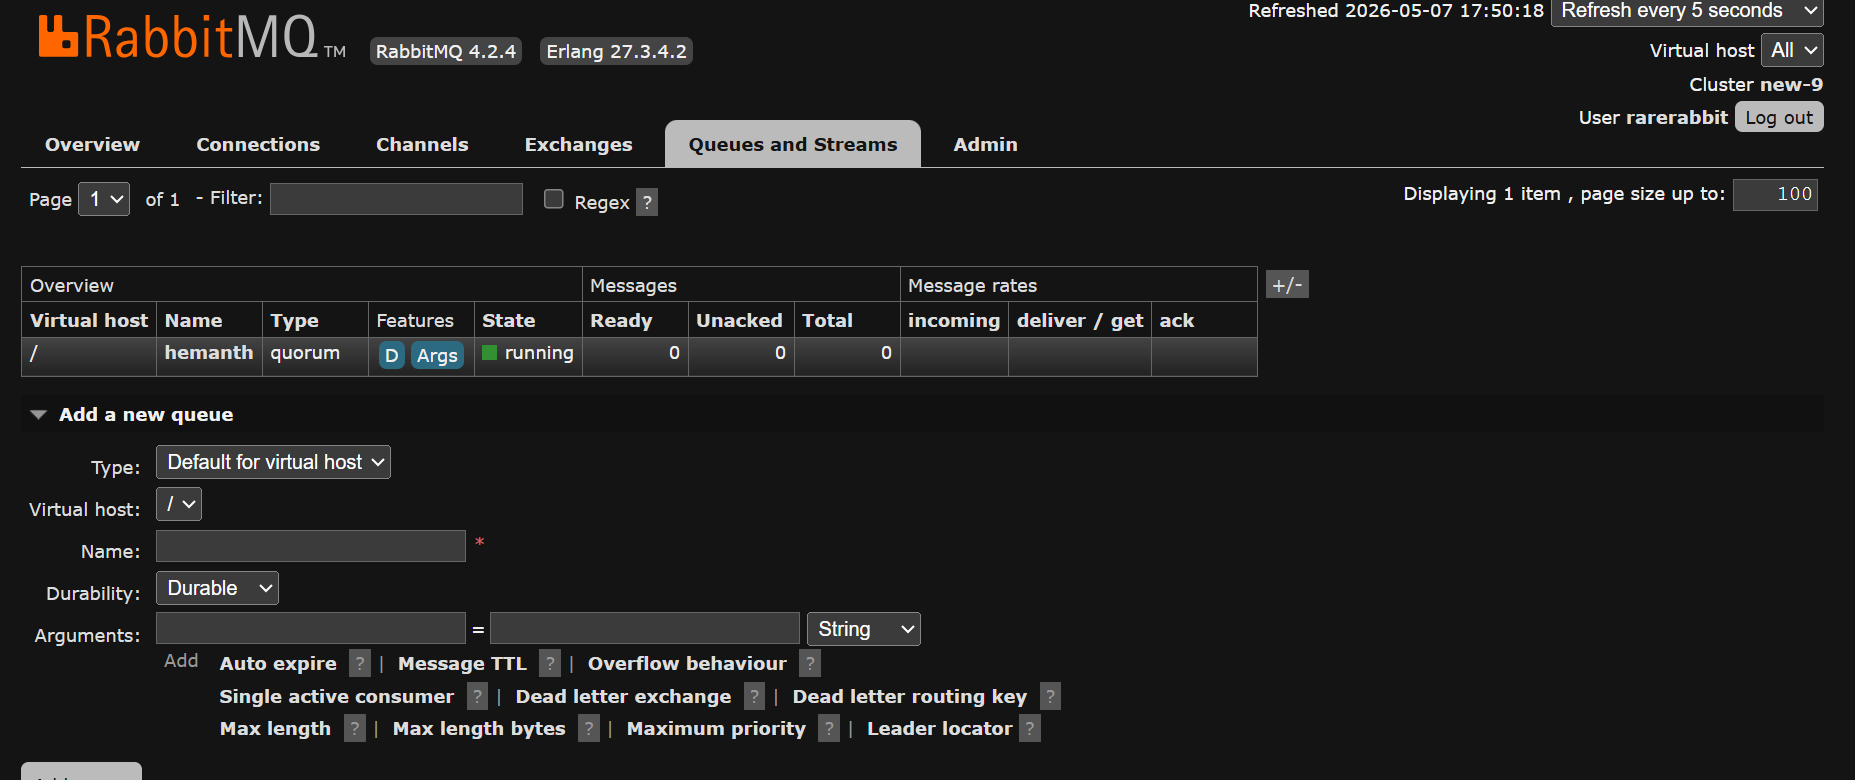 Refreshed 2026-05-07 17:50:18 Refresh every 5 seconds
RabbitMQ TM RabbitMQ 4.2.4 Erlang 27.3.4.2
Virtual host All
Cluster new-9
User rarerabbit Log out
Overview Connections Channels Exchanges Queues and Streams Admin
Page 1 of 1 - Filter: Regex ? Displaying 1 item , page size up to: 100
Overview Messages Message rates +/-
Virtual host Name Type Features State Ready Unacked Total incoming deliver / get ack
/ hemanth quorum D Args running 0 0 0
Add a new queue
Type: Default for virtual host
Virtual host: /
Name: *
Durability: Durable
Arguments: = String
Add Auto expire ? | Message TTL ? | Overflow behaviour ?
Single active consumer ? | Dead letter exchange ? | Dead letter routing key ?
Max length ? | Max length bytes ? | Maximum priority ? | Leader locator ?